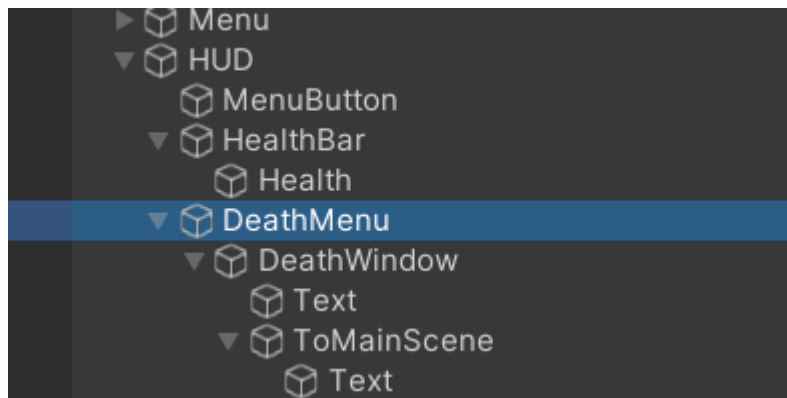 Menu
HUD
MenuButton
HealthBar
Health
DeathMenu
DeathWindow
Text
ToMainScene
Text